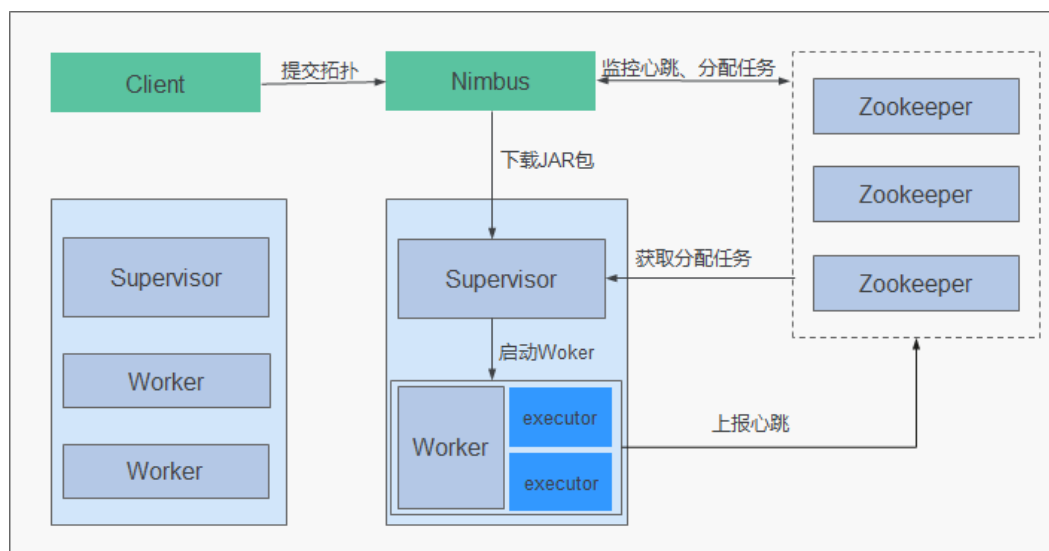 Client
提交拓扑
Nimbus
监控心跳、分配任务
Zookeeper
Zookeeper
Zookeeper
下载JAR包
Supervisor
Worker
Worker
Supervisor
获取分配任务
启动Woker
Worker
executor
executor
上报心跳